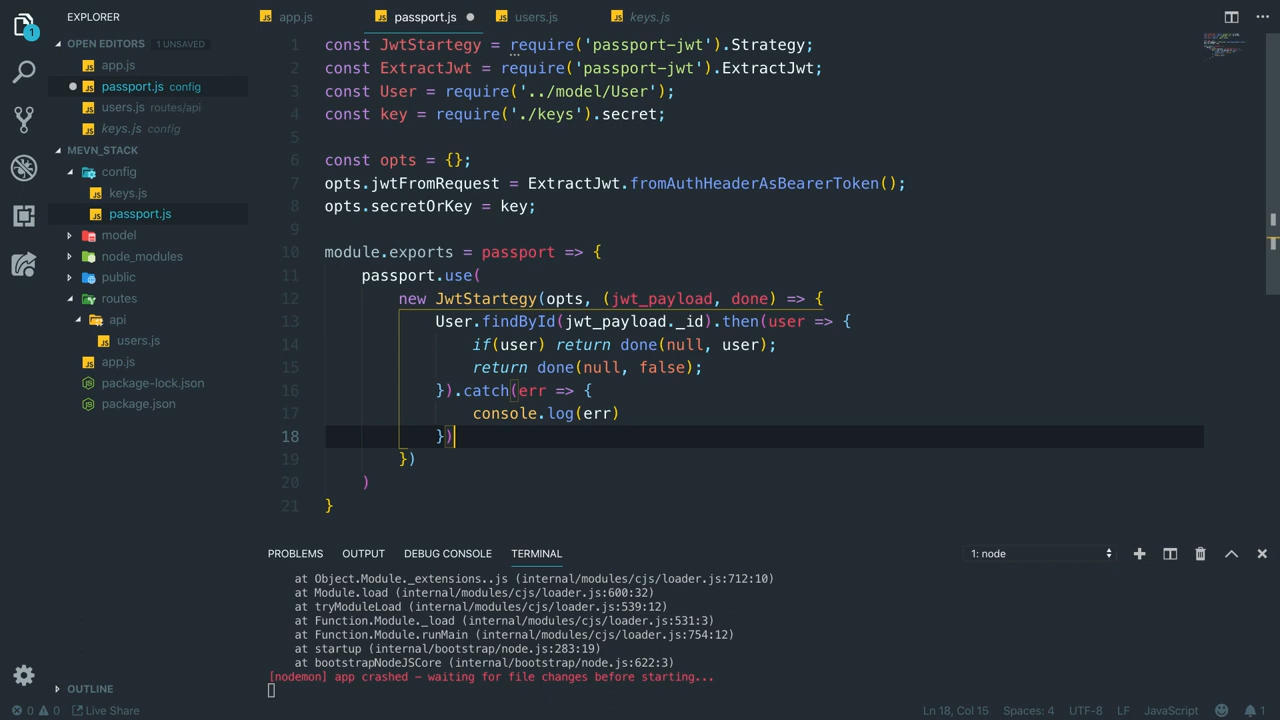 EXPLORER
app.js
passport.js
users.js
keys.js
OPEN EDITORS 1 UNSAVED
app.js
passport.js config
users.js routes/api
keys.js config
MEVN_STACK
config
keys.js
passport.js
model
node_modules
public
routes
api
users.js
app.js
package-lock.json
package.json
OUTLINE
1 const JwtStartegy = require('passport-jwt').Strategy;
2 const ExtractJwt = require('passport-jwt').ExtractJwt;
3 const User = require('../model/User');
4 const key = require('./keys').secret;
5
6 const opts = {};
7 opts.jwtFromRequest = ExtractJwt.fromAuthHeaderAsBearerToken();
8 opts.secretOrKey = key;
9
10 module.exports = passport => {
11 passport.use(
12 new JwtStartegy(opts, (jwt_payload, done) => {
13 User.findById(jwt_payload._id).then(user => {
14 if(user) return done(null, user);
15 return done(null, false);
16 }).catch(err => {
17 console.log(err)
18 })
19 })
20 )
21 }
PROBLEMS OUTPUT DEBUG CONSOLE TERMINAL 1: node
at Object.Module._extensions..js (internal/modules/cjs/loader.js:712:10)
at Module.load (internal/modules/cjs/loader.js:600:32)
at tryModuleLoad (internal/modules/cjs/loader.js:539:12)
at Function.Module._load (internal/modules/cjs/loader.js:531:3)
at Function.Module.runMain (internal/modules/cjs/loader.js:754:12)
at startup (internal/bootstrap/node.js:283:19)
at bootstrapNodeJSCore (internal/bootstrap/node.js:622:3)
[nodemon] app crashed - waiting for file changes before starting...
0 0 Live Share Ln 18, Col 15 Spaces: 4 UTF-8 LF JavaScript 1